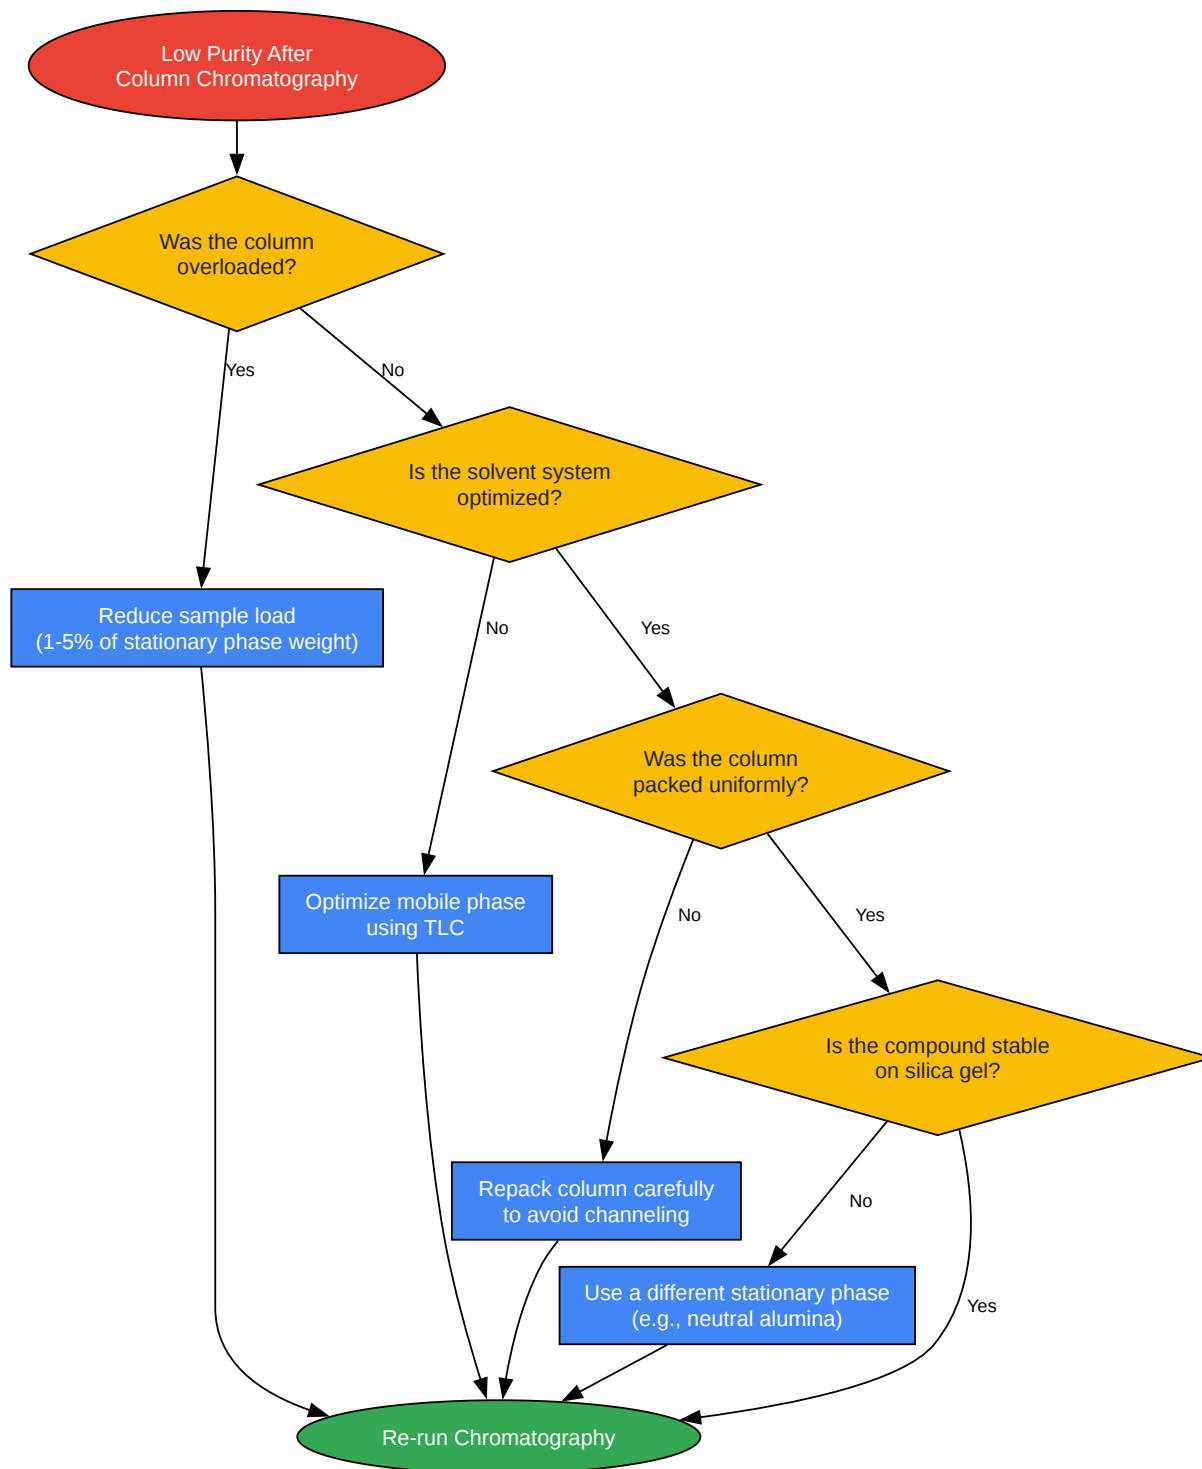 Low Purity After
Column Chromatography
Was the column
overloaded?
Yes
No
Is the solvent system
optimized?
Reduce sample load
(1-5% of stationary phase weight)
No
Yes
Was the column
packed uniformly?
Optimize mobile phase
using TLC
No
Yes
Is the compound stable
on silica gel?
Repack column carefully
to avoid channeling
No
Use a different stationary phase
(e.g., neutral alumina)
Yes
Re-run Chromatography